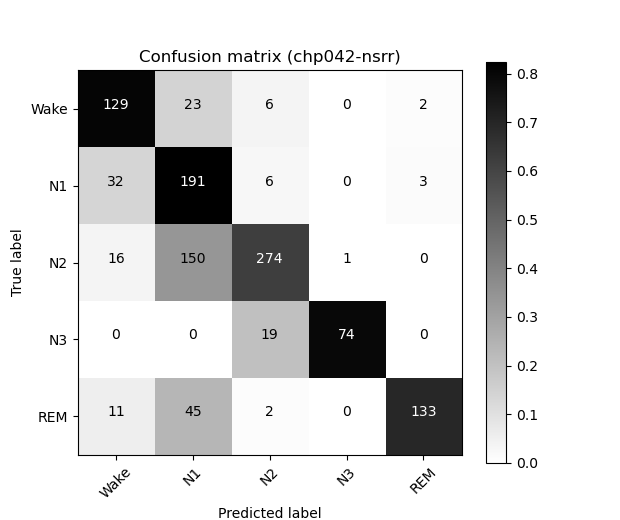 Confusion matrix (chp042-nsrr)
True label
Wake 129 23 6 0 2
N1 32 191 6 0 3
N2 16 150 274 1 0
N3 0 0 19 74 0
REM 11 45 2 0 133
Wake N1 N2 N3 REM
Predicted label
0.8
0.7
0.6
0.5
0.4
0.3
0.2
0.1
0.0